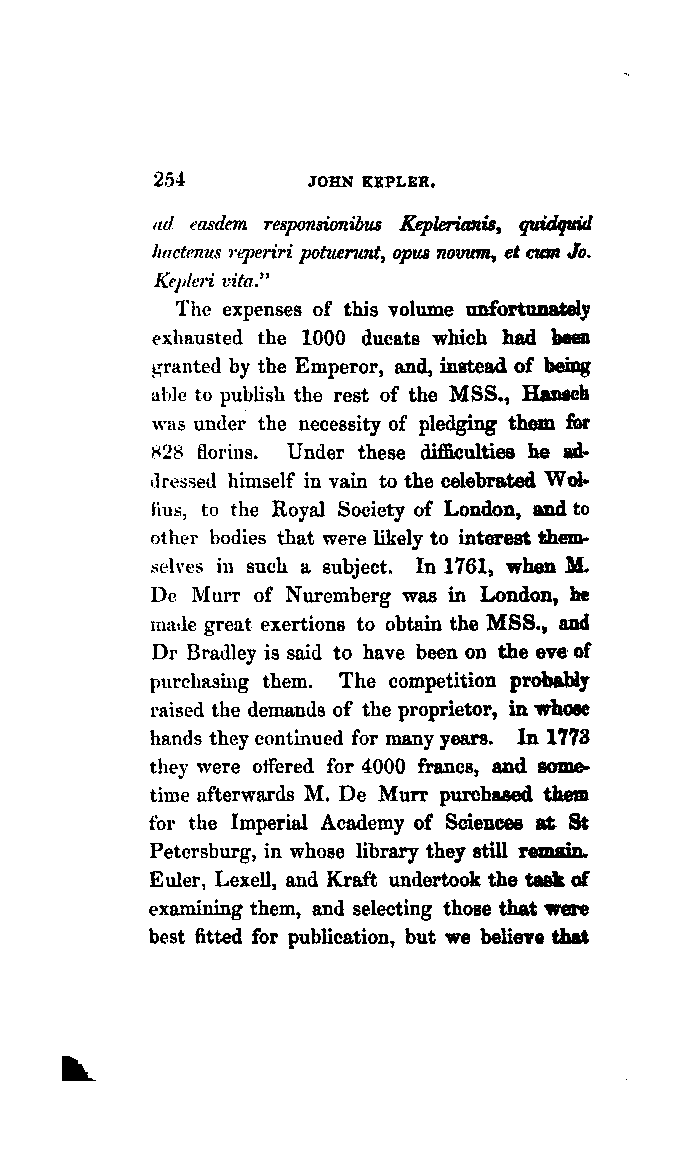 254 JOHN KEPLER.
ad easdem responsionibus Keplerianis, quidquid
hactenus reperiri potuerunt, opus novum, et cum Jo.
Kepleri vita."
The expenses of this volume unfortunately
exhausted the 1000 ducats which had been
granted by the Emperor, and, instead of being
able to publish the rest of the MSS., Hansch
was under the necessity of pledging them for
828 florins. Under these difficulties he ad-
dressed himself in vain to the celebrated Wol-
fius, to the Royal Society of London, and to
other bodies that were likely to interest them-
selves in such a subject. In 1761, when M.
De Murr of Nuremberg was in London, he
made great exertions to obtain the MSS., and
Dr Bradley is said to have been on the eve of
purchasing them. The competition probably
raised the demands of the proprietor, in whose
hands they continued for many years. In 1773
they were offered for 4000 francs, and some-
time afterwards M. De Murr purchased them
for the Imperial Academy of Sciences at St
Petersburg, in whose library they still remain.
Euler, Lexell, and Kraft undertook the task of
examining them, and selecting those that were
best fitted for publication, but we believe that